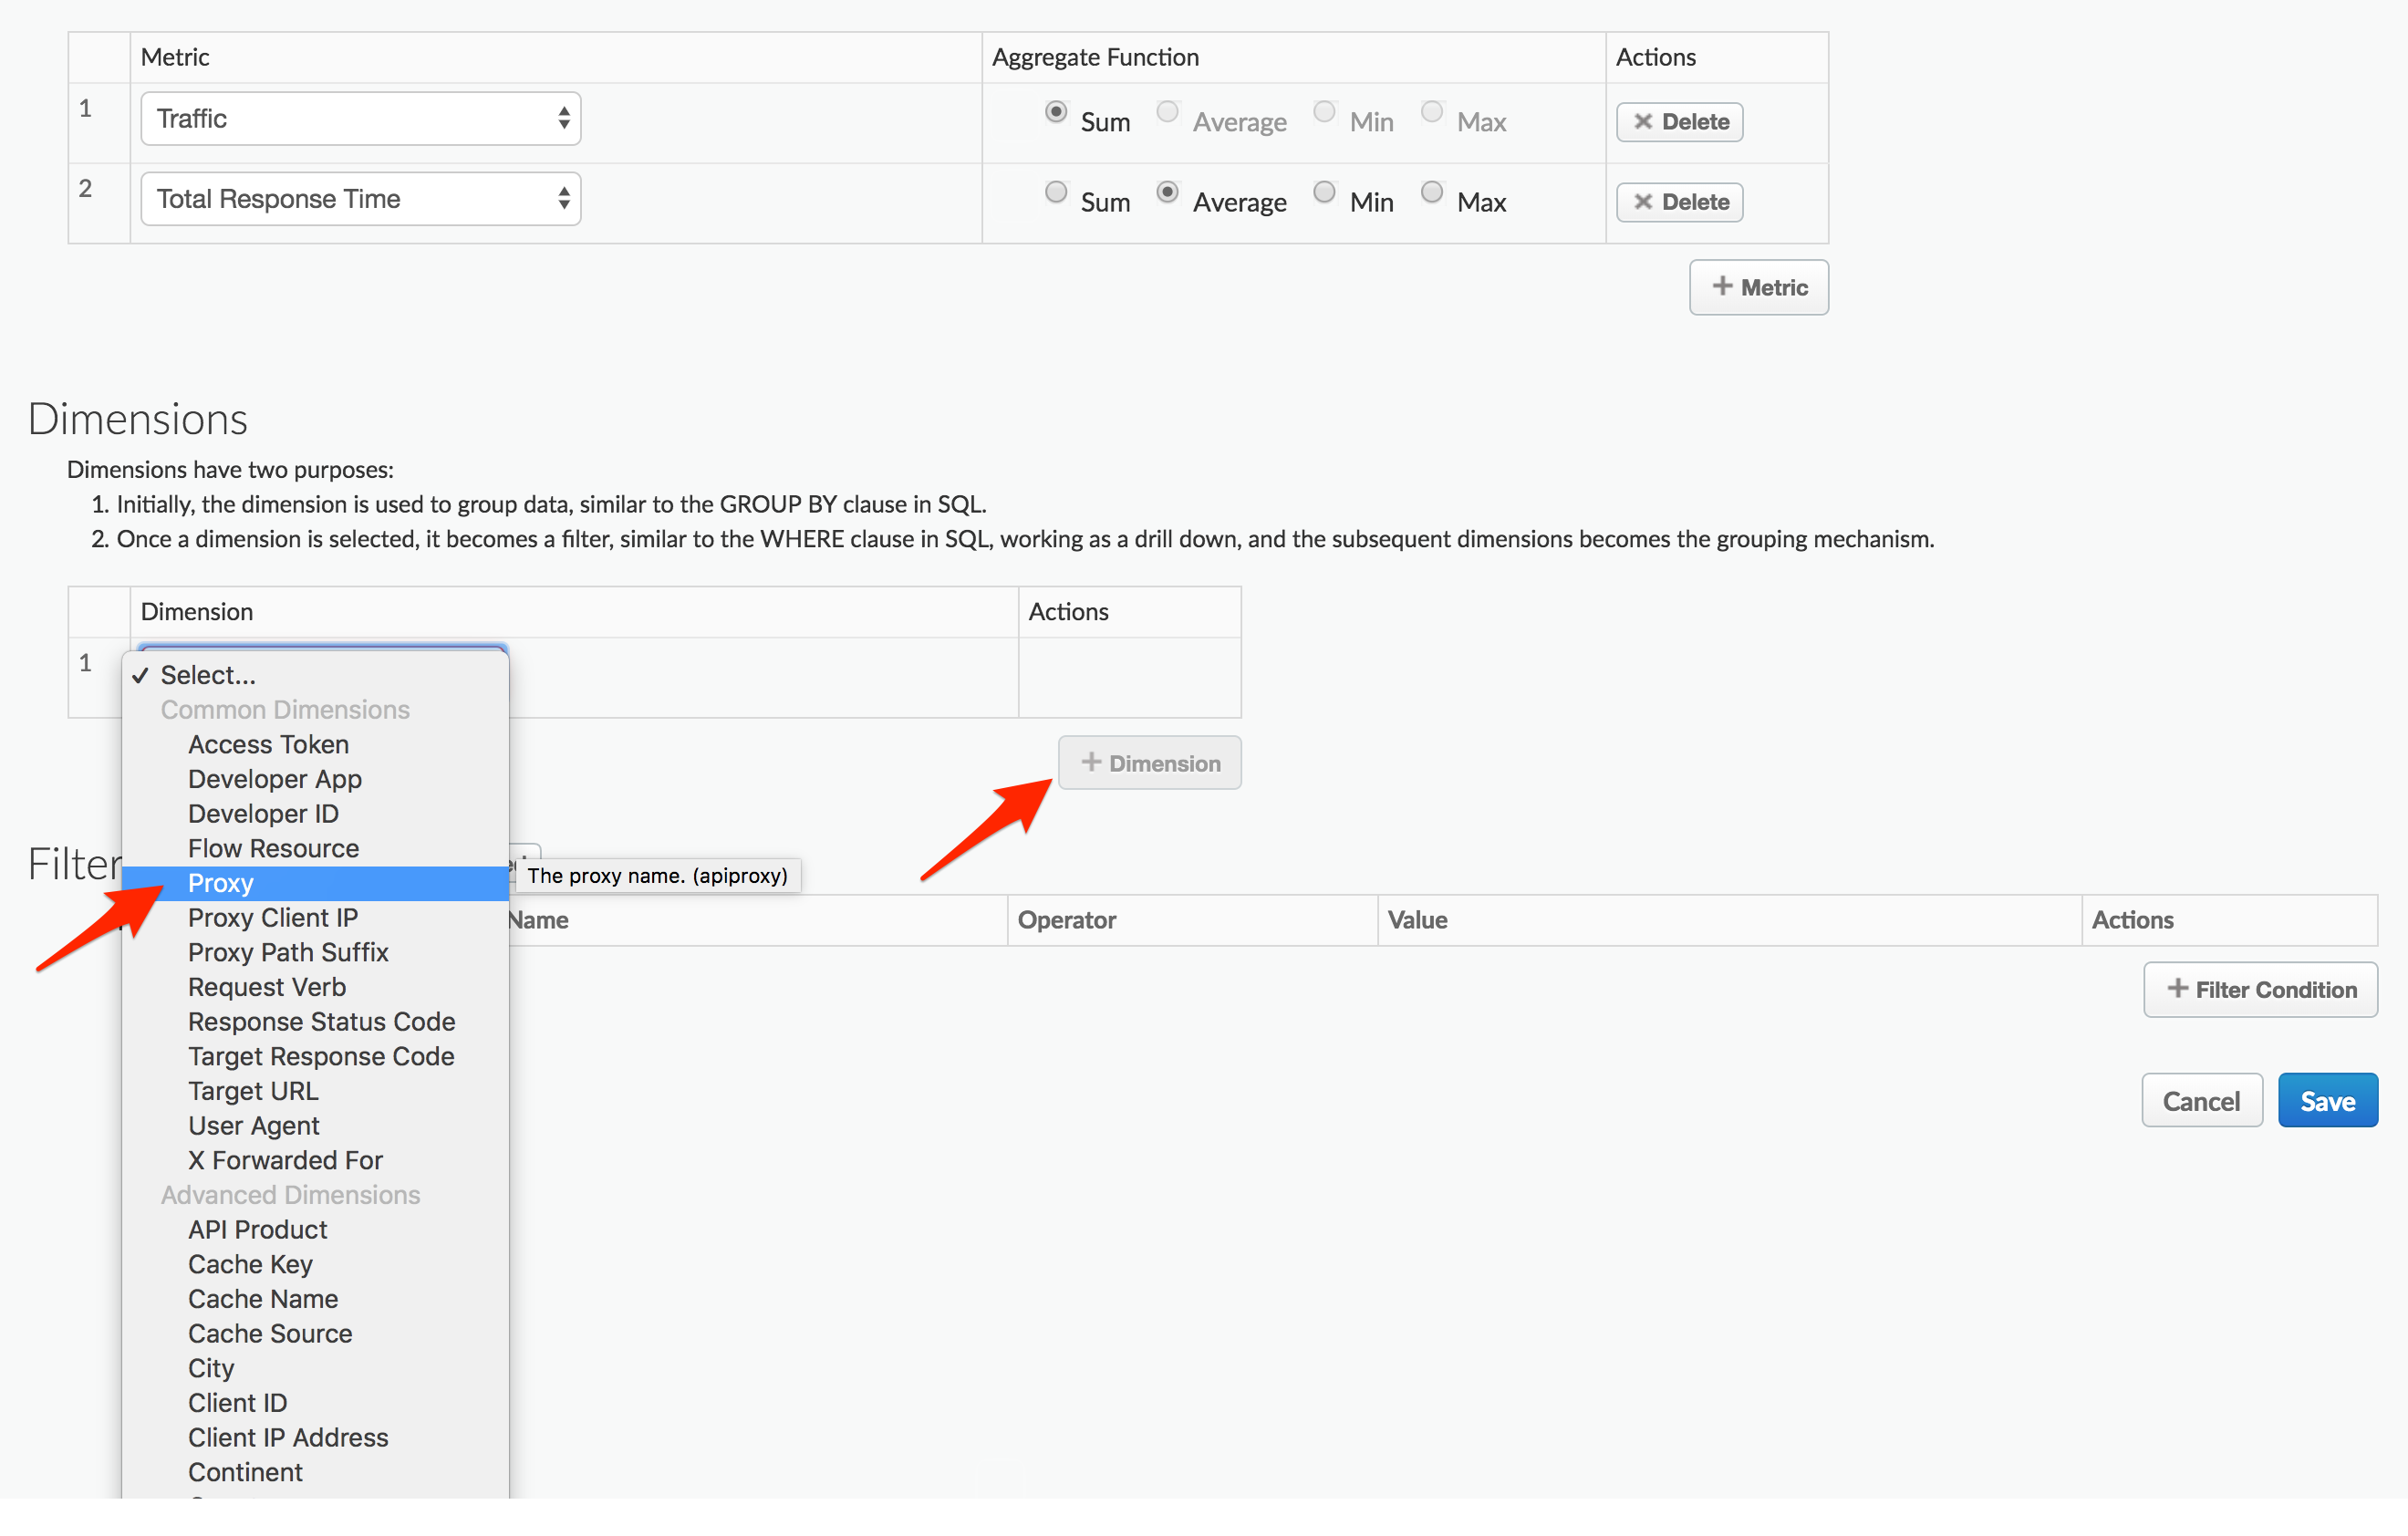 Metric Aggregate Function Actions
1 Traffic Sum Average Min Max Delete
2 Total Response Time Sum Average Min Max Delete
+ Metric
Dimensions
Dimensions have two purposes:
1. Initially, the dimension is used to group data, similar to the GROUP BY clause in SQL.
2. Once a dimension is selected, it becomes a filter, similar to the WHERE clause in SQL, working as a drill down, and the subsequent dimensions becomes the grouping mechanism.
Dimension Actions
1
✓ Select...
Common Dimensions
Access Token
Developer App
Developer ID
Flow Resource
Proxy
Proxy Client IP
Proxy Path Suffix
Request Verb
Response Status Code
Target Response Code
Target URL
User Agent
X Forwarded For
Advanced Dimensions
API Product
Cache Key
Cache Name
Cache Source
City
Client ID
Client IP Address
Continent
+ Dimension
Filter
The proxy name. (apiproxy)
Name Operator Value Actions
+ Filter Condition
Cancel Save